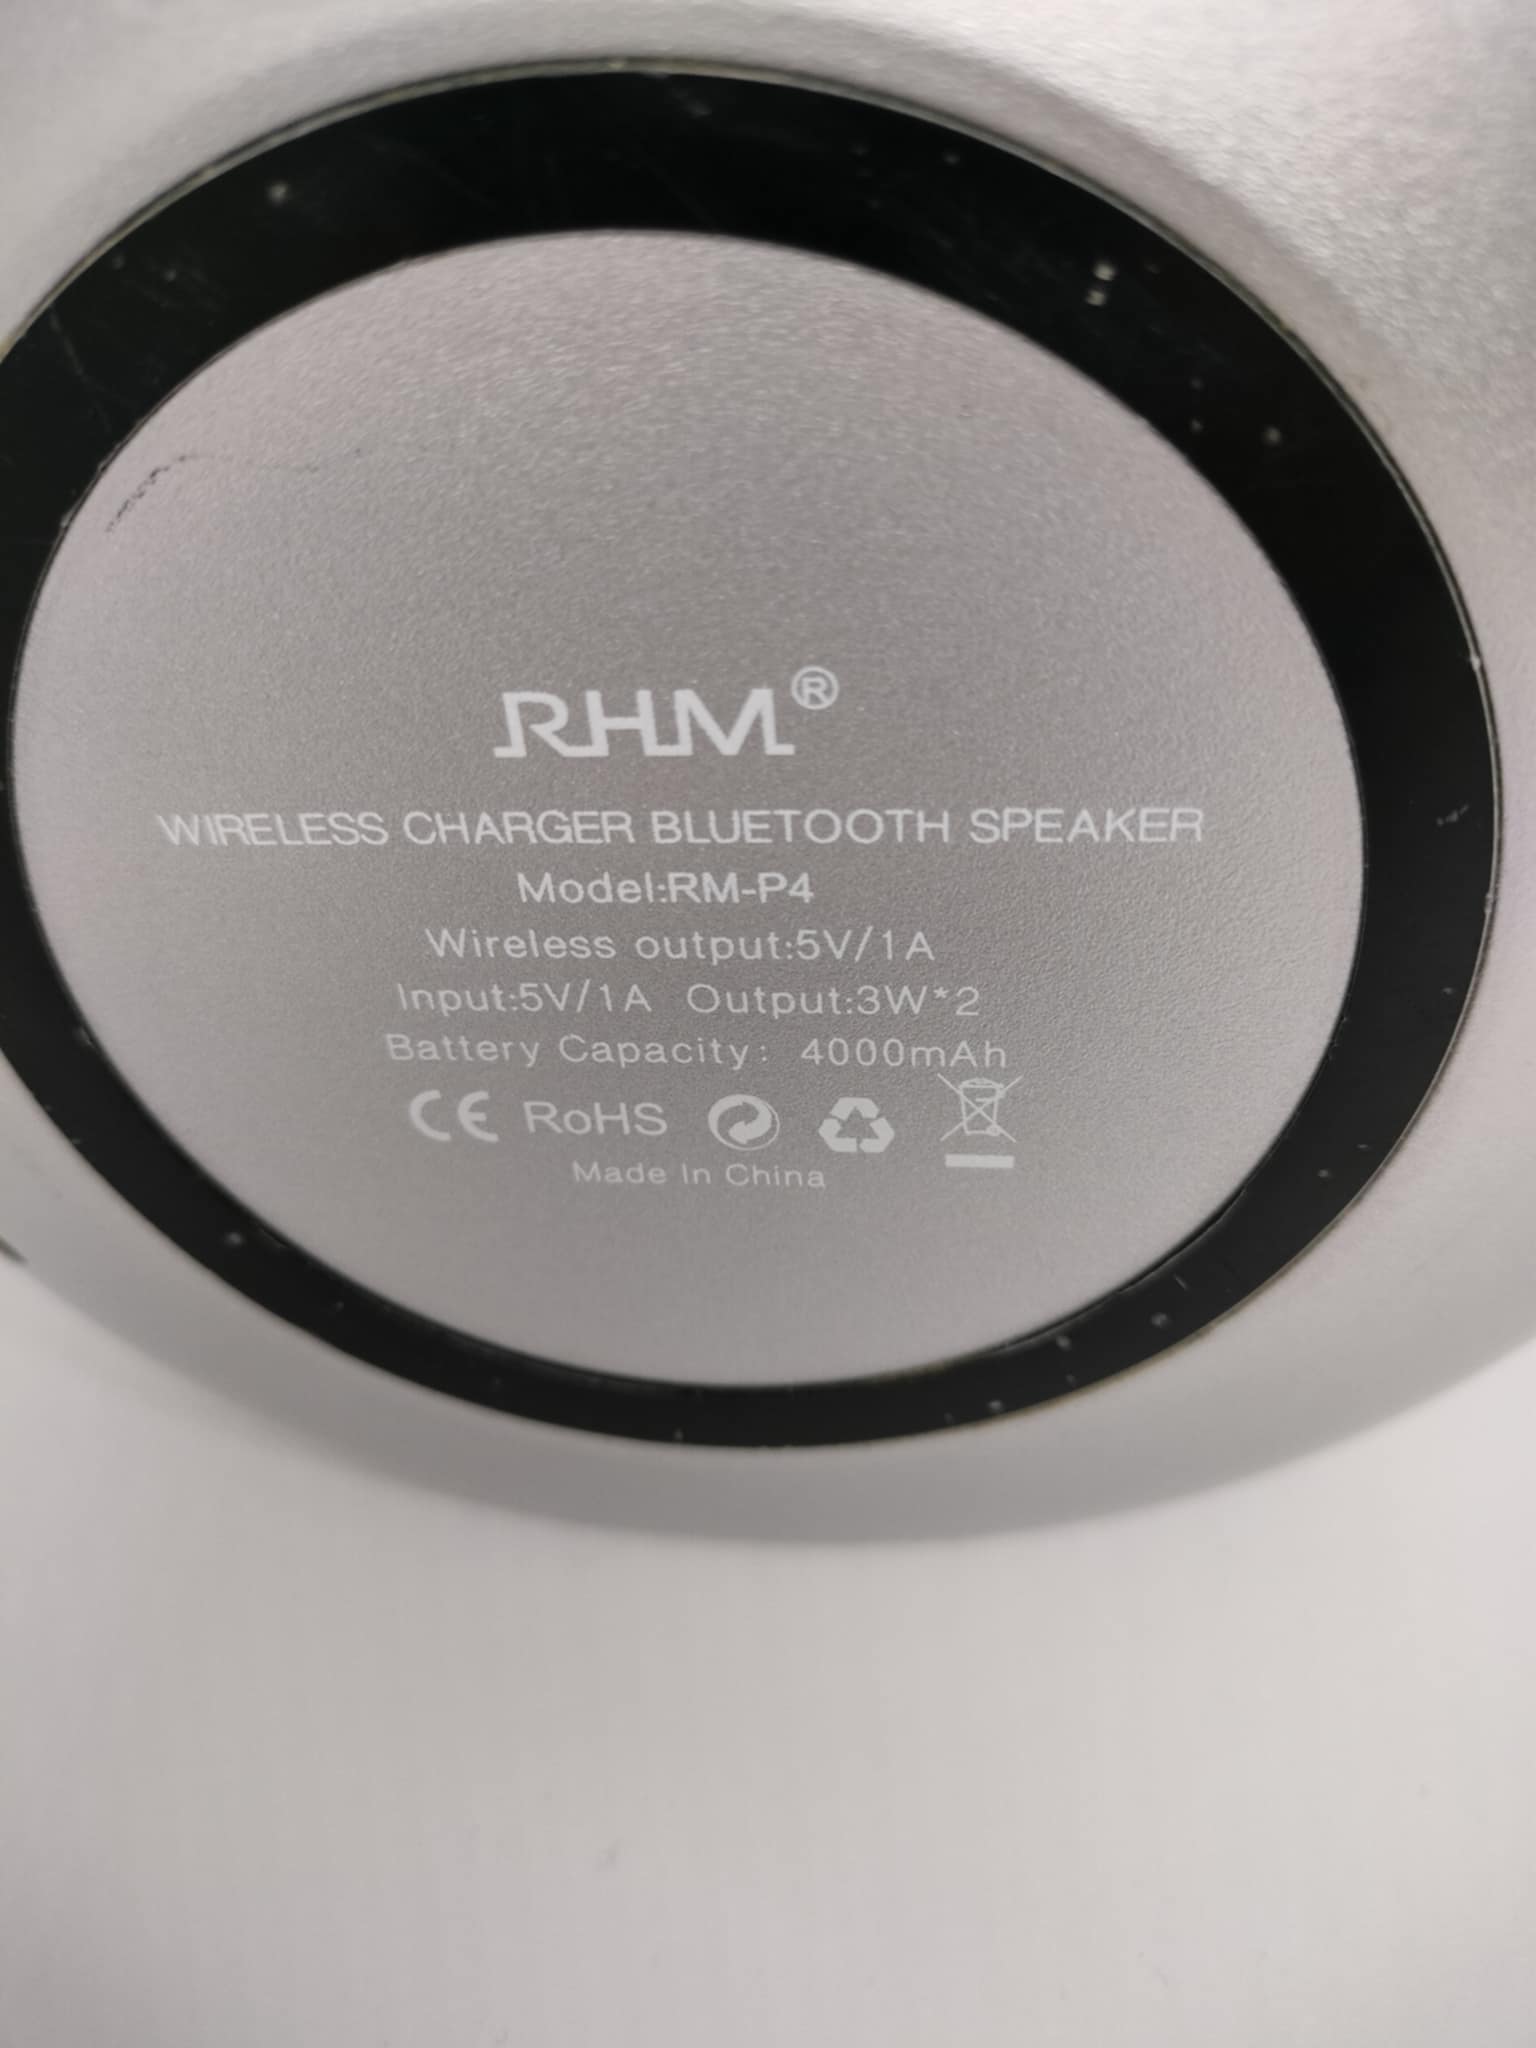 RHM®
WIRELESS CHARGER BLUETOOTH SPEAKER
Model:RM-P4
Wireless output:5V/1A
Input:5V/1A Output:3W*2
Battery Capacity: 4000mAh
CE RoHS
Made In China